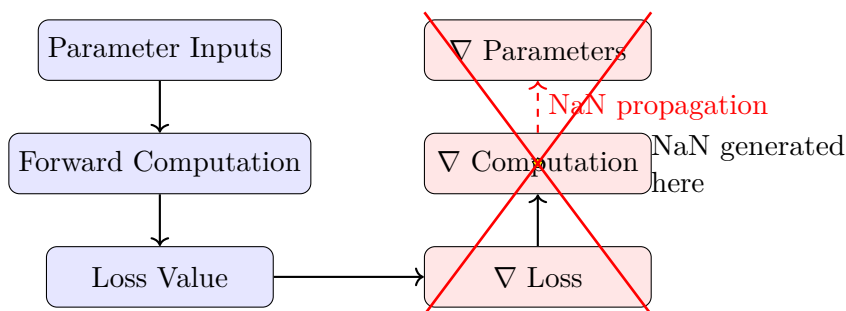 Parameter Inputs
∇ Parameters
NaN propagation
Forward Computation
∇ Computation
NaN generated
here
Loss Value
∇ Loss